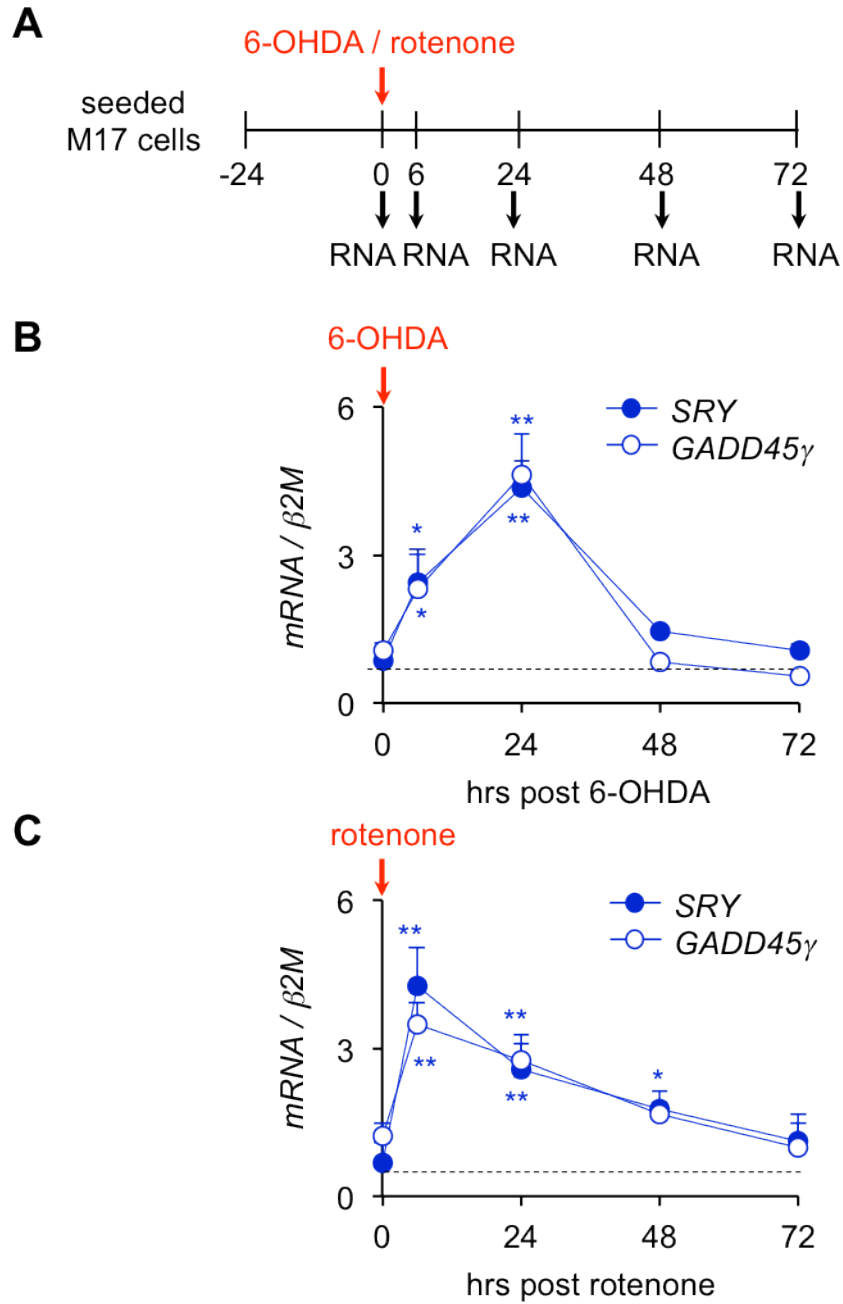 A
6-OHDA / rotenone
seeded
M17 cells
-24 0 6 24 48 72
RNA RNA RNA RNA RNA
B
6-OHDA
6
3
0
mRNA / β2M
SRY
GADD45γ
*
*
**
**
0 24 48 72
hrs post 6-OHDA
C
rotenone
6
3
0
mRNA / β2M
SRY
GADD45γ
**
**
**
**
*
0 24 48 72
hrs post rotenone